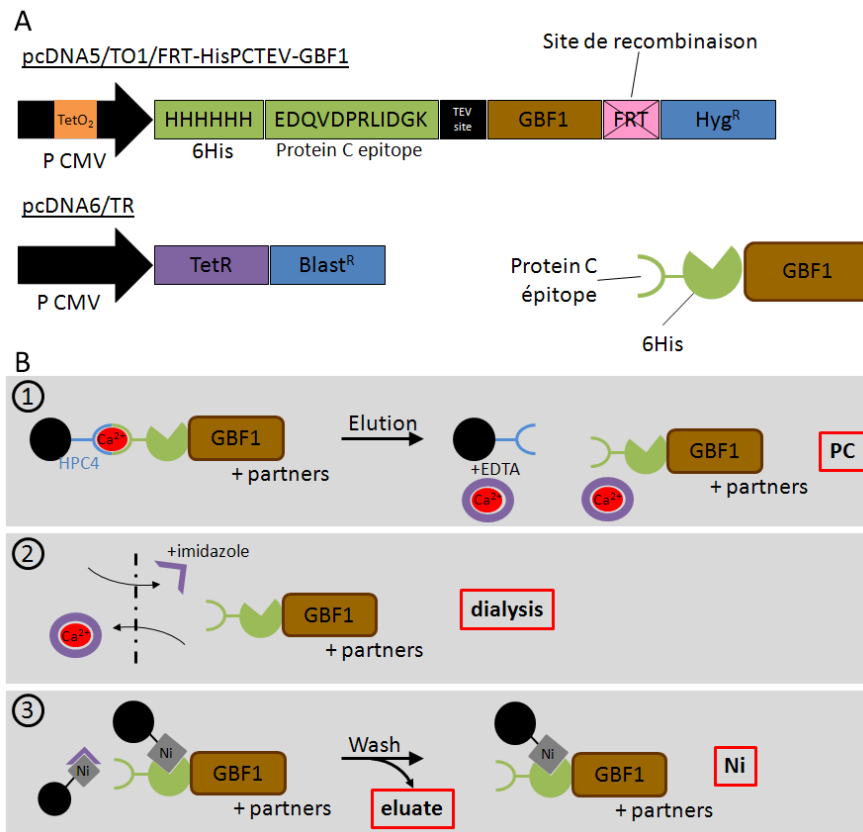 A
pcDNA5/TO1/FRT-HisPCTEV-GBF1
Site de recombinaison
TetO2
HHHHHH
EDQVDPRLIDGK
TEV
site
GBF1
FRT
HygR
P CMV
6His
Protein C epitope
pcDNA6/TR
TetR
BlastR
P CMV
Protein C
épitope
GBF1
6His
B
1
Ca2+
HPC4
GBF1
+ partners
Elution
+EDTA
Ca2+
Ca2+
GBF1
+ partners
PC
2
+imidazole
Ca2+
GBF1
+ partners
dialysis
3
Ni
Ni
GBF1
+ partners
Wash
eluate
Ni
GBF1
+ partners
Ni